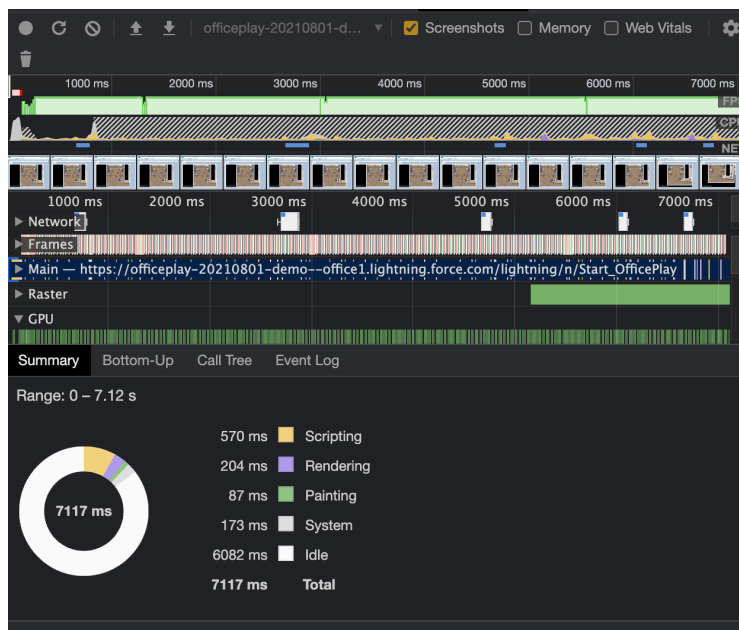 officeplay-20210801-d... Screenshots Memory Web Vitals
1000 ms 2000 ms 3000 ms 4000 ms 5000 ms 6000 ms 7000 ms
FPS
CPU
NET
1000 ms 2000 ms 3000 ms 4000 ms 5000 ms 6000 ms 7000 ms
Network
Frames
Main — https://officeplay-20210801-demo--office1.lightning.force.com/lightning/n/Start_OfficePlay
Raster
GPU
Summary Bottom-Up Call Tree Event Log
Range: 0 – 7.12 s
570 ms Scripting
204 ms Rendering
87 ms Painting
7117 ms
173 ms System
6082 ms Idle
7117 ms Total